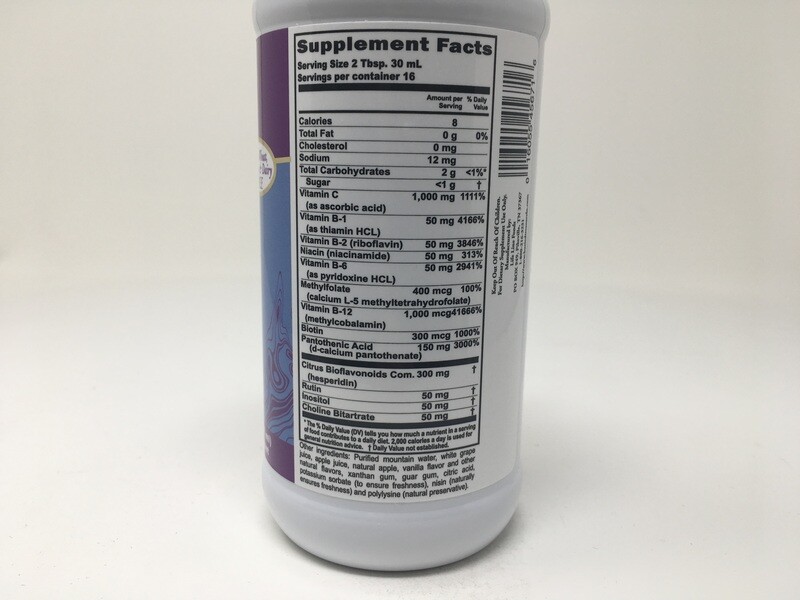 Supplement Facts
Serving Size 2 Tbsp. 30 mL
Servings per container 16
Amount per Serving % Daily Value
Calories 8
Total Fat 0 g 0%
Cholesterol 0 mg
Sodium 12 mg
Total Carbohydrates 2 g <1%*
Sugar <1 g †
Vitamin C 1,000 mg 1111%
(as ascorbic acid)
Vitamin B-1 50 mg 4166%
(as thiamin HCL)
Vitamin B-2 (riboflavin) 50 mg 3846%
Niacin (niacinamide) 50 mg 313%
Vitamin B-6 50 mg 2941%
(as pyridoxine HCL)
Methylfolate 400 mcg 100%
(calcium L-5 methyltetrahydrofolate)
Vitamin B-12 1,000 mcg 41666%
(methylcobalamin)
Biotin 300 mcg 1000%
Pantothenic Acid 150 mg 3000%
(d-calcium pantothenate)
Citrus Bioflavonoids Com. 300 mg †
(hesperidin)
Rutin 50 mg †
Inositol 50 mg †
Choline Bitartrate 50 mg †
* The % Daily Value (DV) tells you how much a nutrient in a serving
of food contributes to a daily diet. 2,000 calories a day is used for
general nutrition advice. † Daily Value not established.
Other ingredients: Purified mountain water, white grape
juice, apple juice, natural apple, vanilla flavor and other
natural flavors, xanthan gum, guar gum, citric acid,
potassium sorbate (to ensure freshness), nisin (naturally
ensures freshness) and polylysine (natural preservative).
Keep Out Of Reach Of Children.
For Dietary Supplement Use Only.
Manufactured by: